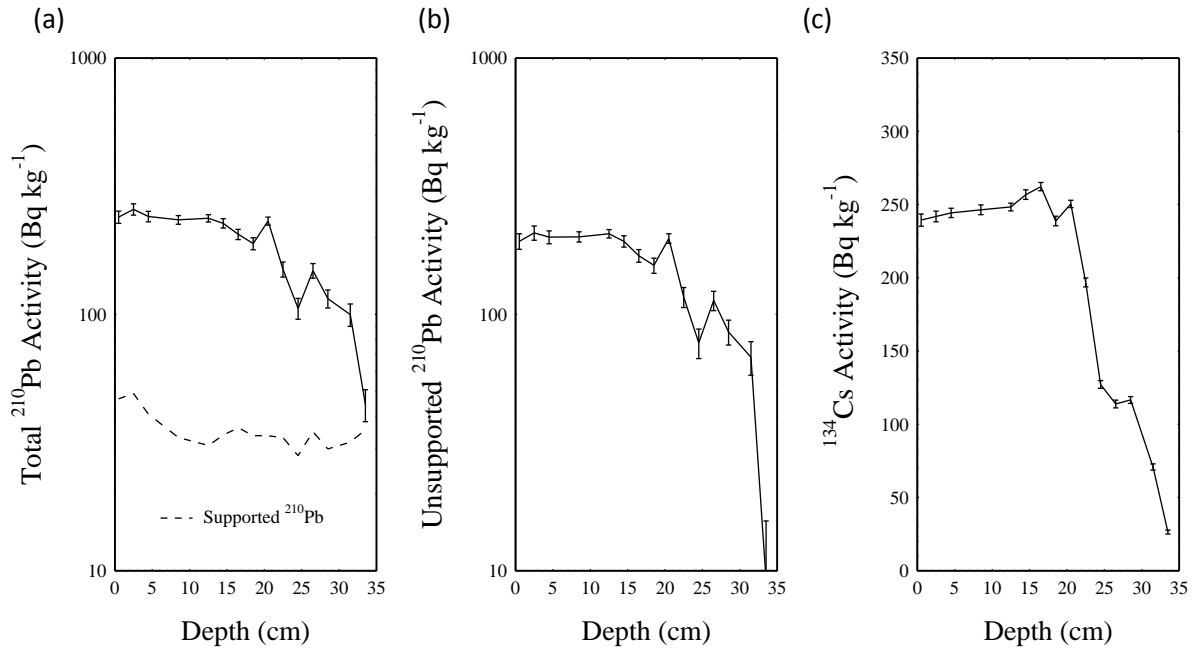 (a)
1000
100
10
Total ²¹⁰Pb Activity (Bq kg⁻¹)
0 5 10 15 20 25 30 35
Depth (cm)
Supported ²¹⁰Pb
(b)
1000
100
10
Unsupported ²¹⁰Pb Activity (Bq kg⁻¹)
0 5 10 15 20 25 30 35
Depth (cm)
(c)
350
300
250
200
150
100
50
0
¹³⁴Cs Activity (Bq kg⁻¹)
0 5 10 15 20 25 30 35
Depth (cm)